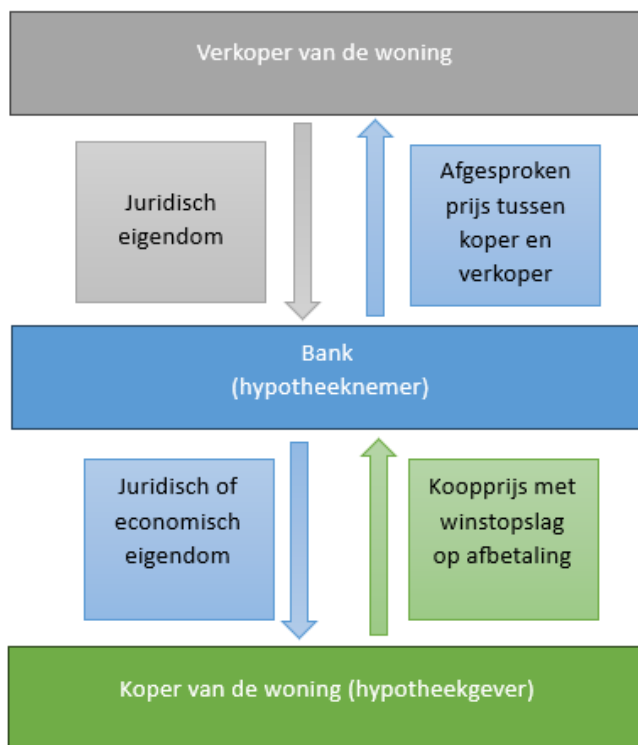 Verkoper van de woning
Juridisch
eigendom
Afgesproken
prijs tussen
koper en
verkoper
Bank
(hypotheeknemer)
Juridisch of
economisch
eigendom
Koopprijs met
winstopslag
op afbetaling
Koper van de woning (hypotheekgever)